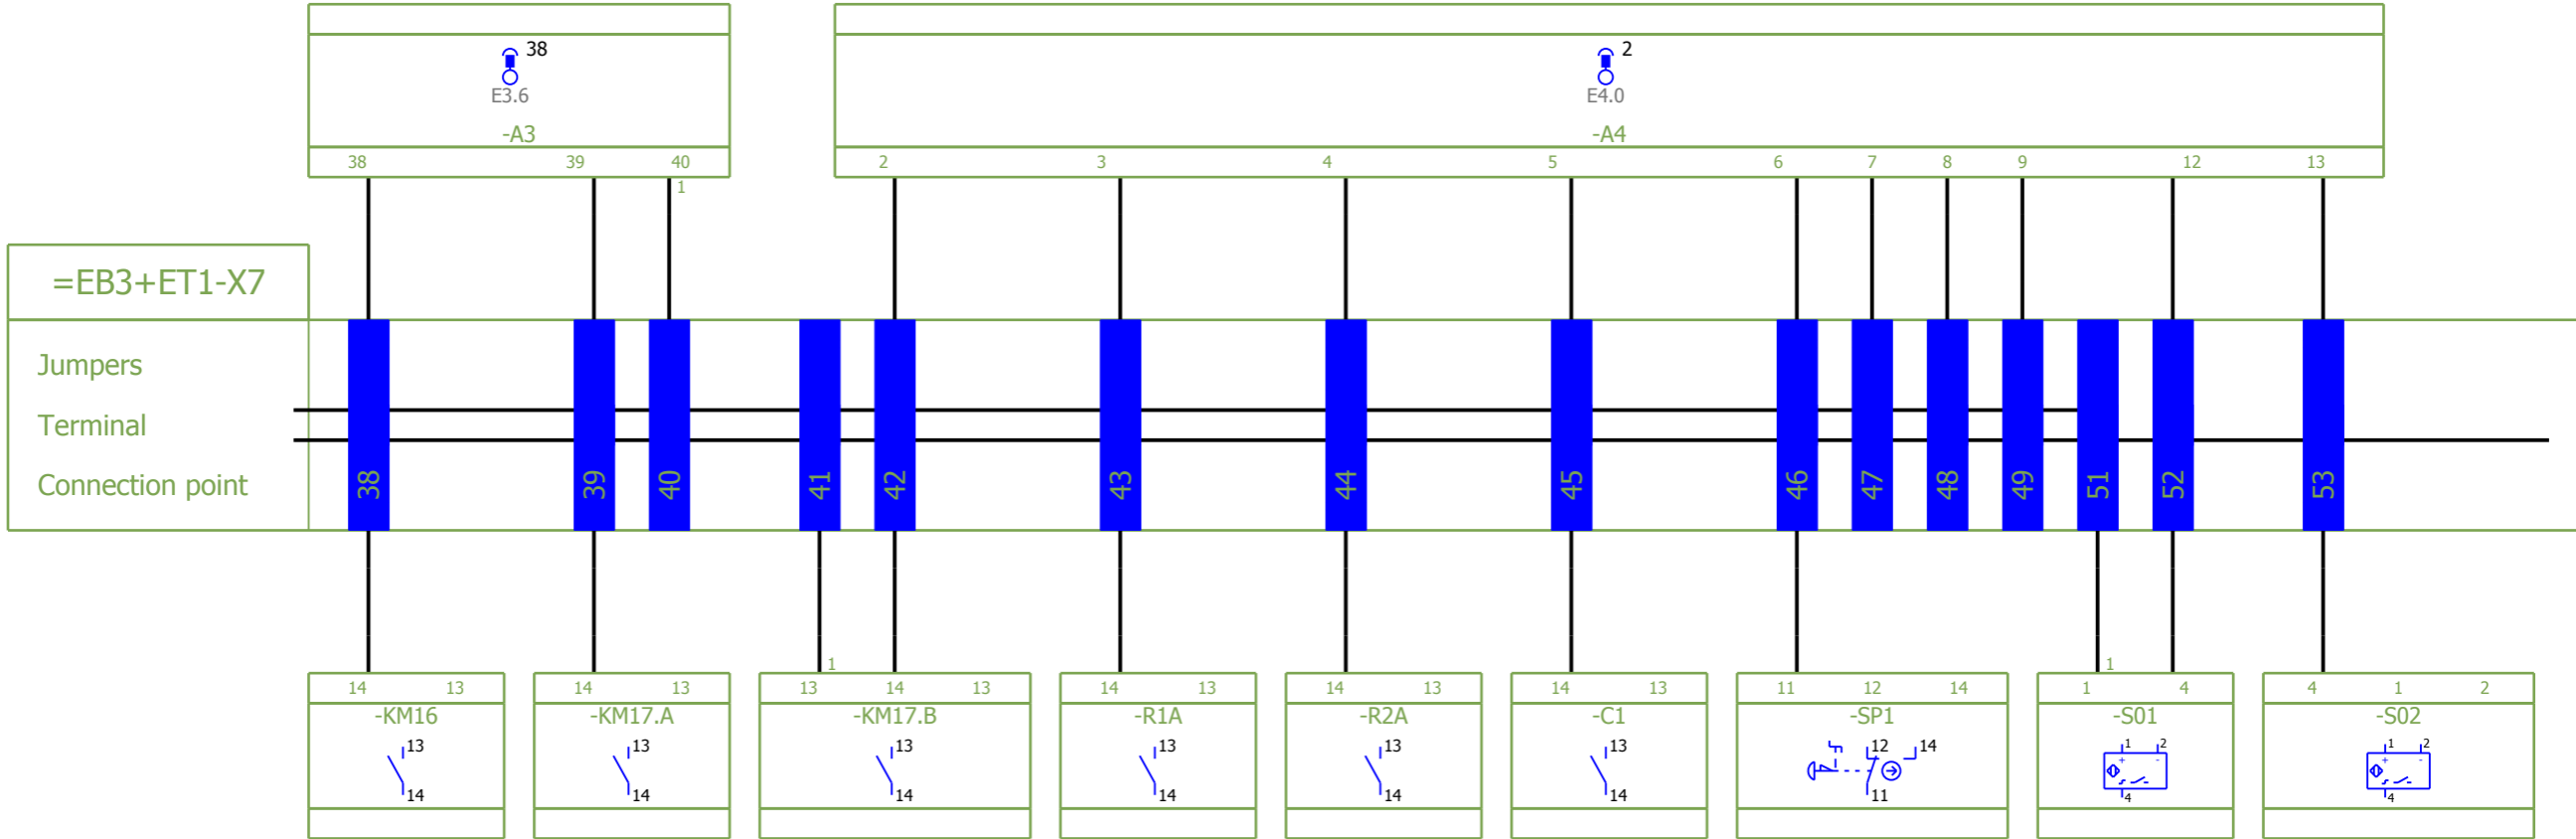 38
E3.6
-A3
38 39 40
1
2
E4.0
-A4
2 3 4 5 6 7 8 9 12 13
=EB3+ET1-X7
Jumpers
Terminal
Connection point
38 39 40 41 42 43 44 45 46 47 48 49 51 52 53
1 1
14 13
-KM16
13
14
14 13
-KM17.A
13
14
13 14 13
-KM17.B
13
14
14 13
-R1A
13
14
14 13
-R2A
13
14
14 13
-C1
13
14
11 12 14
-SP1
12 14
11
1 4
-S01
1 2
+ -
4
4 1 2
-S02
1 2
+ -
4